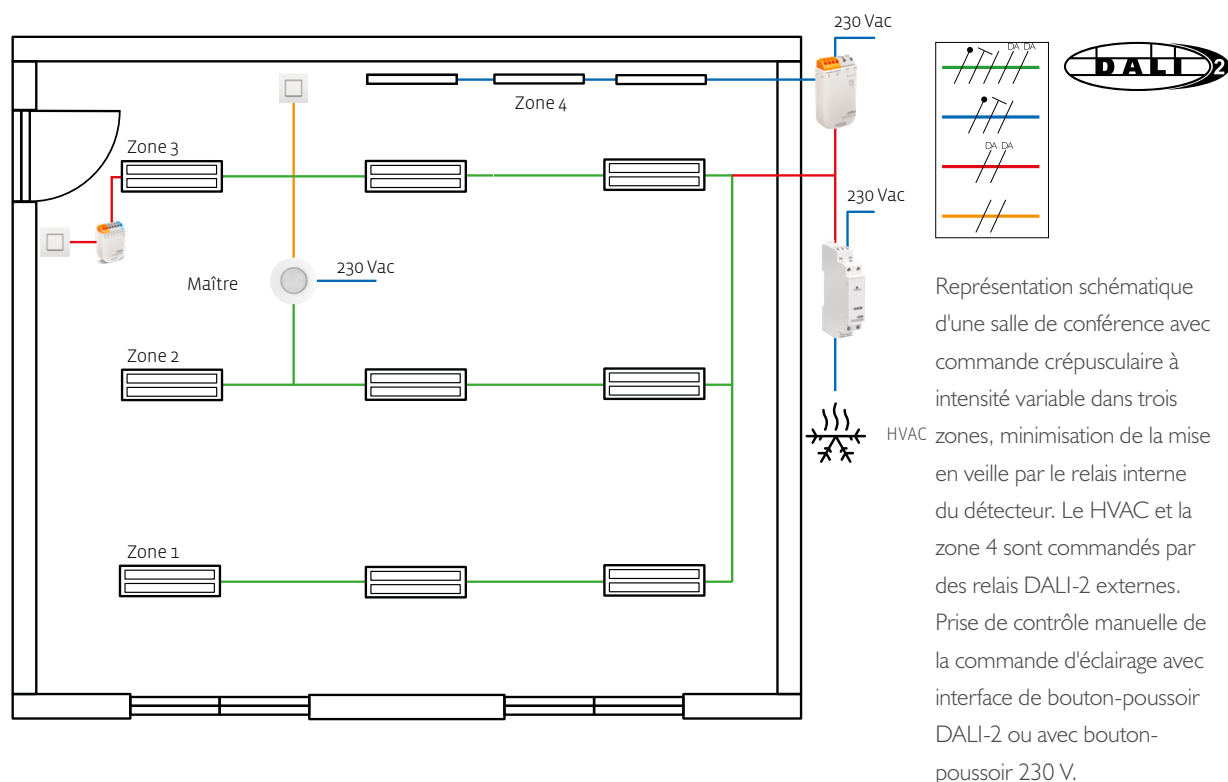 230 Vac
DA DA
DALI 2
Zone 4
Zone 3
DA DA
230 Vac
230 Vac
Maître
Zone 2
HVAC
Zone 1
Représentation schématique
d'une salle de conférence avec
commande crépusculaire à
intensité variable dans trois
zones, minimisation de la mise
en veille par le relais interne
du détecteur. Le HVAC et la
zone 4 sont commandés par
des relais DALI-2 externes.
Prise de contrôle manuelle de
la commande d'éclairage avec
interface de bouton-poussoir
DALI-2 ou avec bouton-
poussoir 230 V.